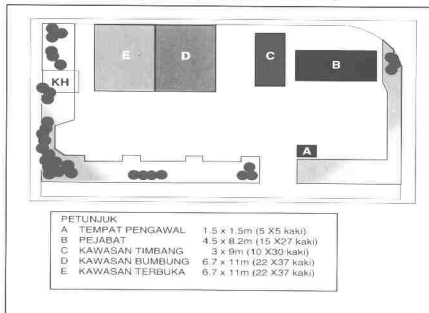 E
D
C
B
KH
A
PETUNJUK
A TEMPAT PENGAWAL 1.5 x 1.5m (5 X5 kaki)
B PEJABAT 4.5 x 8.2m (15 X27 kaki)
C KAWASAN TIMBANG 3 x 9m (10 X30 kaki)
D KAWASAN BUMBUNG 6.7 x 11m (22 X37 kaki)
E KAWASAN TERBUKA 6.7 x 11m (22 X37 kaki)